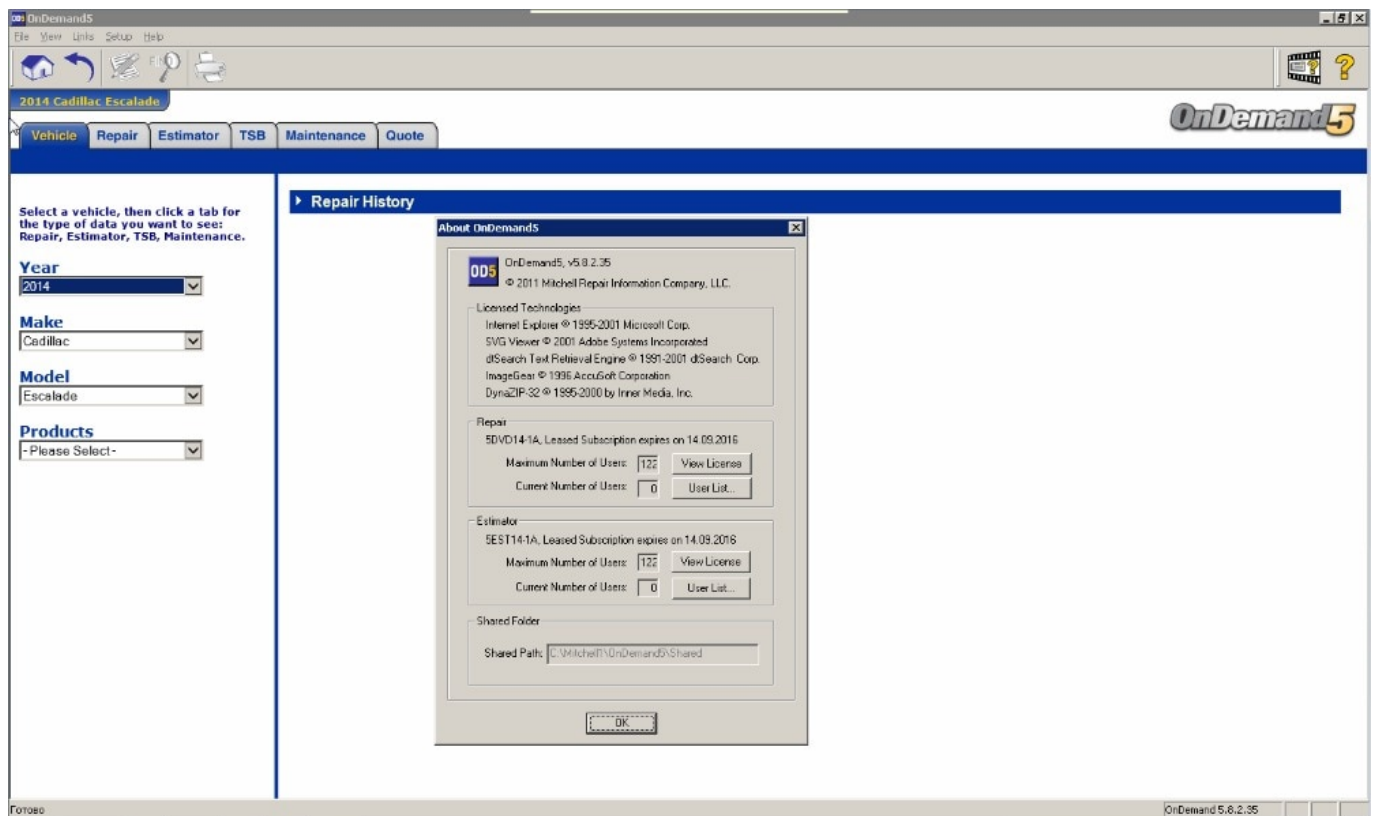 OnDemand5
File View Links Setup Help
2014 Cadillac Escalade
OnDemand5
Vehicle Repair Estimator TSB Maintenance Quote
Select a vehicle, then click a tab for
the type of data you want to see:
Repair, Estimator, TSB, Maintenance.
Year
2014
Make
Cadillac
Model
Escalade
Products
- Please Select -
Repair History
About OnDemand5
OD5
OnDemand5, v5.8.2.35
© 2011 Mitchell Repair Information Company, LLC.
Licensed Technologies
Internet Explorer ® 1995-2001 Microsoft Corp.
SVG Viewer © 2001 Adobe Systems Incorporated
dtSearch Text Retrieval Engine ® 1991-2001 dtSearch Corp.
ImageGear © 1996 AccuSoft Corporation
DynaZIP-32 ® 1995-2000 by Inner Media, Inc.
Repair
5DVD14-1A, Leased Subscription expires on 14.09.2016
Maximum Number of Users: 122 View License
Current Number of Users: 0 User List...
Estimator
5EST14-1A, Leased Subscription expires on 14.09.2016
Maximum Number of Users: 122 View License
Current Number of Users: 0 User List...
Shared Folder
Shared Path: C:\Mitchell1\OnDemand5\Shared
OK
Готово
OnDemand 5.8.2.35